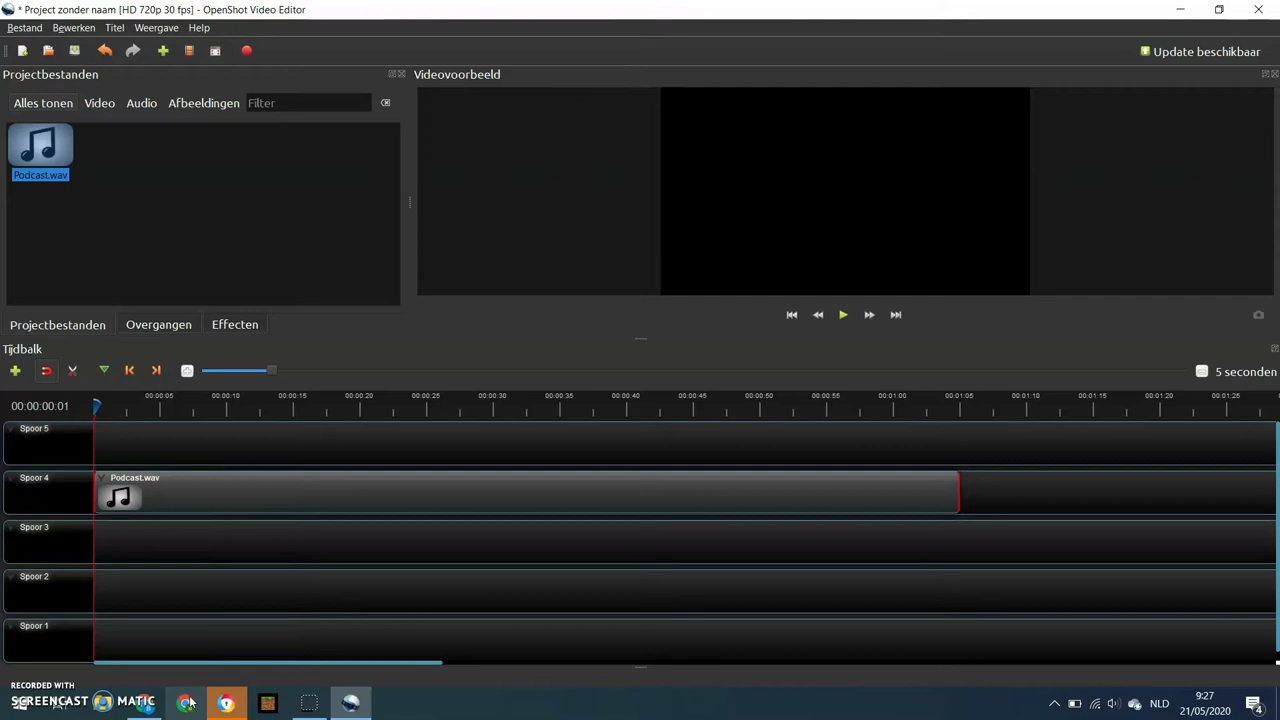 * Project zonder naam [HD 720p 30 fps] - OpenShot Video Editor
Bestand Bewerken Titel Weergave Help
Update beschikbaar
Projectbestanden
Videovoorbeeld
Alles tonen Video Audio Afbeeldingen Filter
Podcast.wav
Projectbestanden Overgangen Effecten
Tijdbalk
5 seconden
00:00:00:01
00:00:05 00:00:10 00:00:15 00:00:20 00:00:25 00:00:30 00:00:35 00:00:40 00:00:45 00:00:50 00:00:55 00:01:00 00:01:05 00:01:10 00:01:15 00:01:20 00:01:25
Spoor 5
Spoor 4 Podcast.wav
Spoor 3
Spoor 2
Spoor 1
RECORDED WITH
SCREENCAST MATIC
NLD
9:27
21/05/2020
4